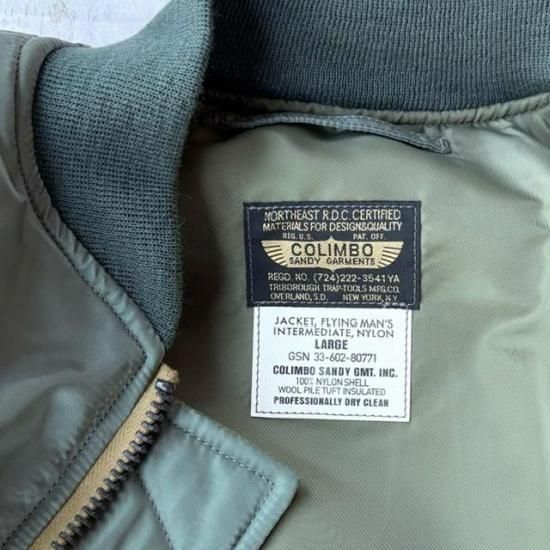 NORTHEAST R.D.C. CERTIFIED
MATERIALS FOR DESIGN&QUALITY
REG. U.S. PAT. OFF.
COLIMBO
SANDY GARMENTS
REGD. NO. (724)222-3541 YA
TRIBOROUGH TRAP-TOOLS MFG.CO.
OVERLAND, S.D. NEW YORK, N.Y.
JACKET, FLYING MAN'S
INTERMEDIATE, NYLON
LARGE
GSN 33-602-80771
COLIMBO SANDY GMT. INC.
100% NYLON SHELL
WOOL PILE TUFT INSULATED
PROFESSIONALLY DRY CLEAN